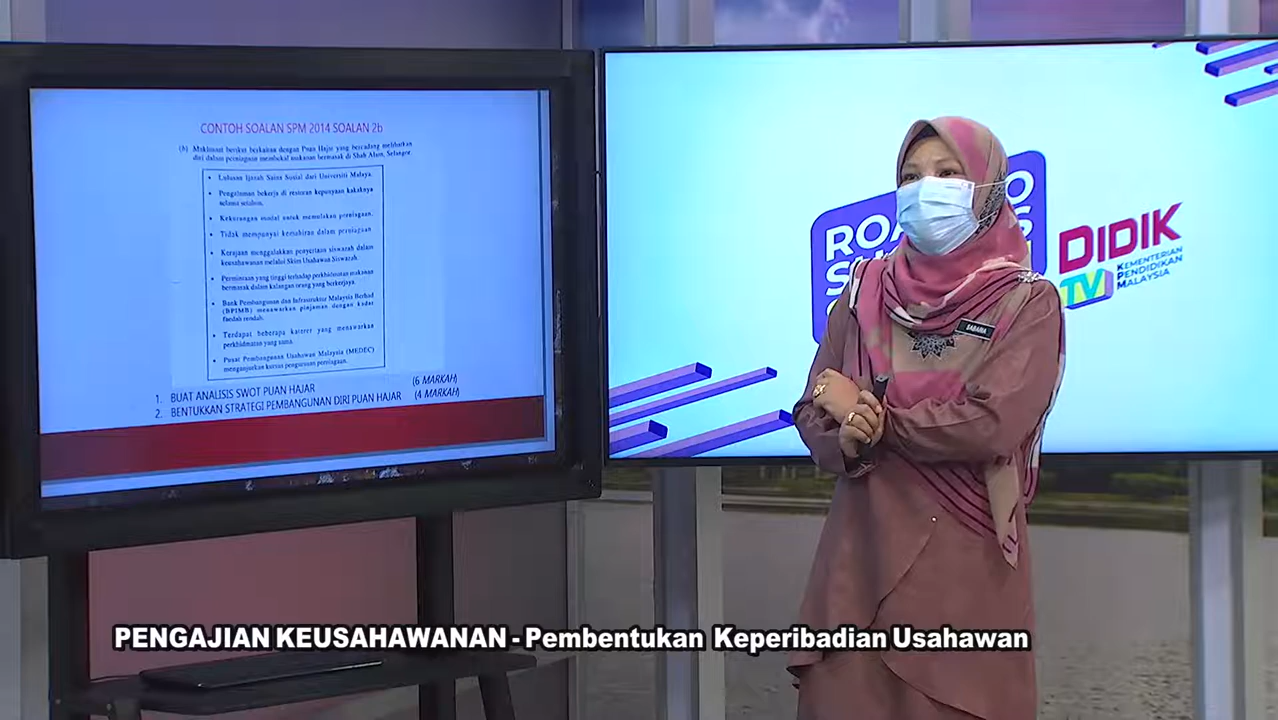 CONTOH SOALAN SPM 2014 SOALAN 2b
(b) Maklumat berikut berkaitan dengan Puan Hajar yang bercadang melibatkan
diri dalam perniagaan membekal makanan bermasak di Shah Alam, Selangor
• Lulusan Ijazah Sains Sosial dari Universiti Malaya.
• Pengalaman bekerja di restoran kepunyaan kakaknya
selama setahun.
• Kekurangan modal untuk memulakan perniagaan.
• Tidak mempunyai kemahiran dalam perniagaan
• Kerajaan menggalakkan penyertaan siswazah dalam
keusahawanan melalui Skim Usahawan Siswazah.
• Permintaan yang tinggi terhadap perkhidmatan makanan
bermasak dalam kalangan orang yang berkerjaya.
• Bank Pembangunan dan Infrastruktur Malaysia Berhad
(BPIMB) menawarkan pinjaman dengan kadar
faedah rendah.
• Terdapat beberapa katerer yang menawarkan
perkhidmatan yang sama.
• Pusat Pembangunan Usahawan Malaysia (MEDEC)
menganjurkan kursus pengurusan perniagaan.
1. BUAT ANALISIS SWOT PUAN HAJAR (6 MARKAH)
2. BENTUKKAN STRATEGI PEMBANGUNAN DIRI PUAN HAJAR (4 MARKAH)
DIDIK
TV
KEMENTERIAN
PENDIDIKAN
MALAYSIA
SABARIA
PENGAJIAN KEUSAHAWANAN - Pembentukan Keperibadian Usahawan